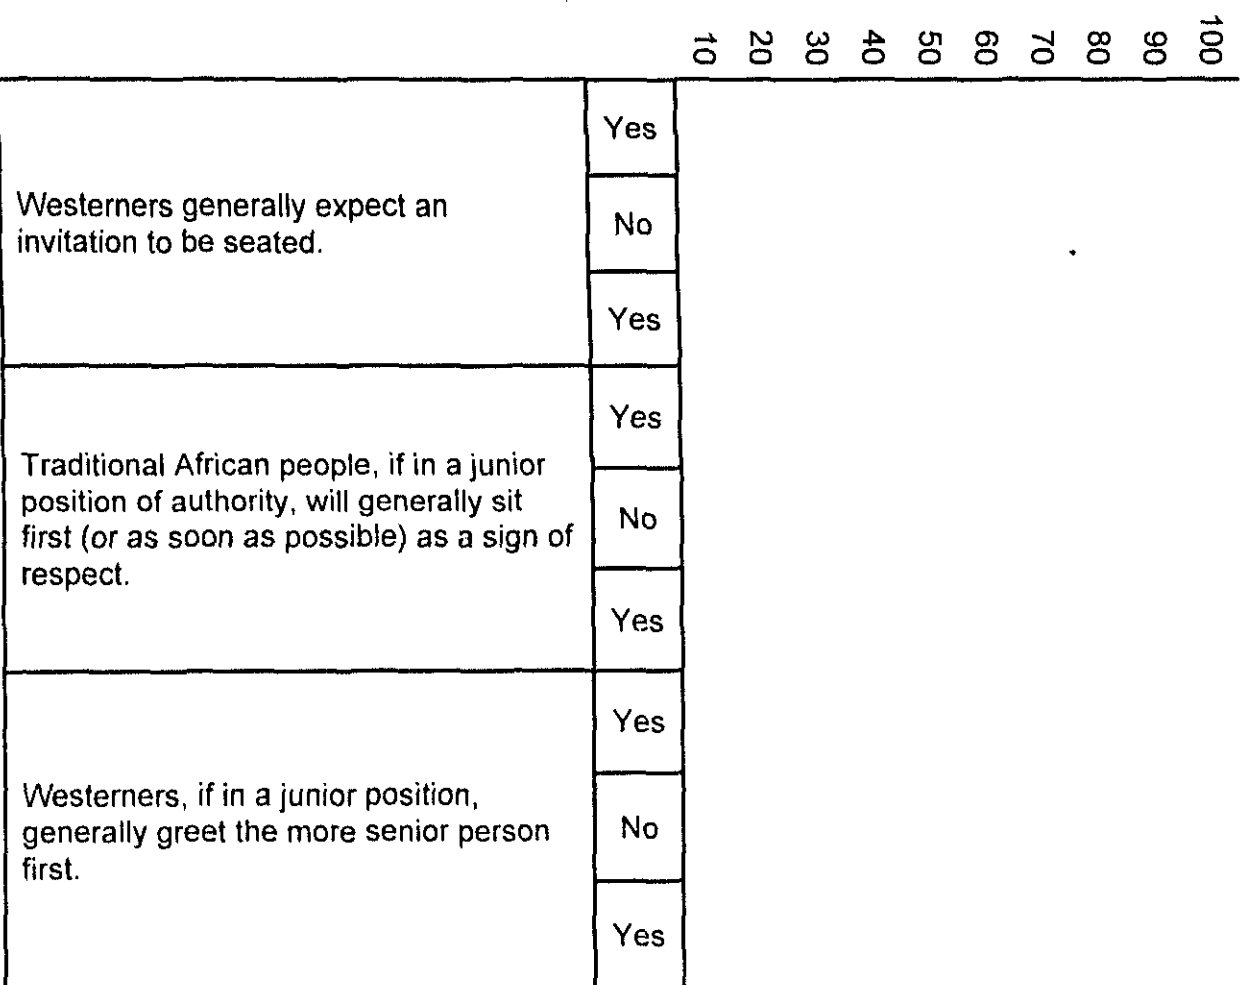 10 20 30 40 50 60 70 80 90 100
Yes
Westerners generally expect an
invitation to be seated.
No
Yes
Yes
Traditional African people, if in a junior
position of authority, will generally sit
first (or as soon as possible) as a sign of
respect.
No
Yes
Yes
Westerners, if in a junior position,
generally greet the more senior person
first.
No
Yes